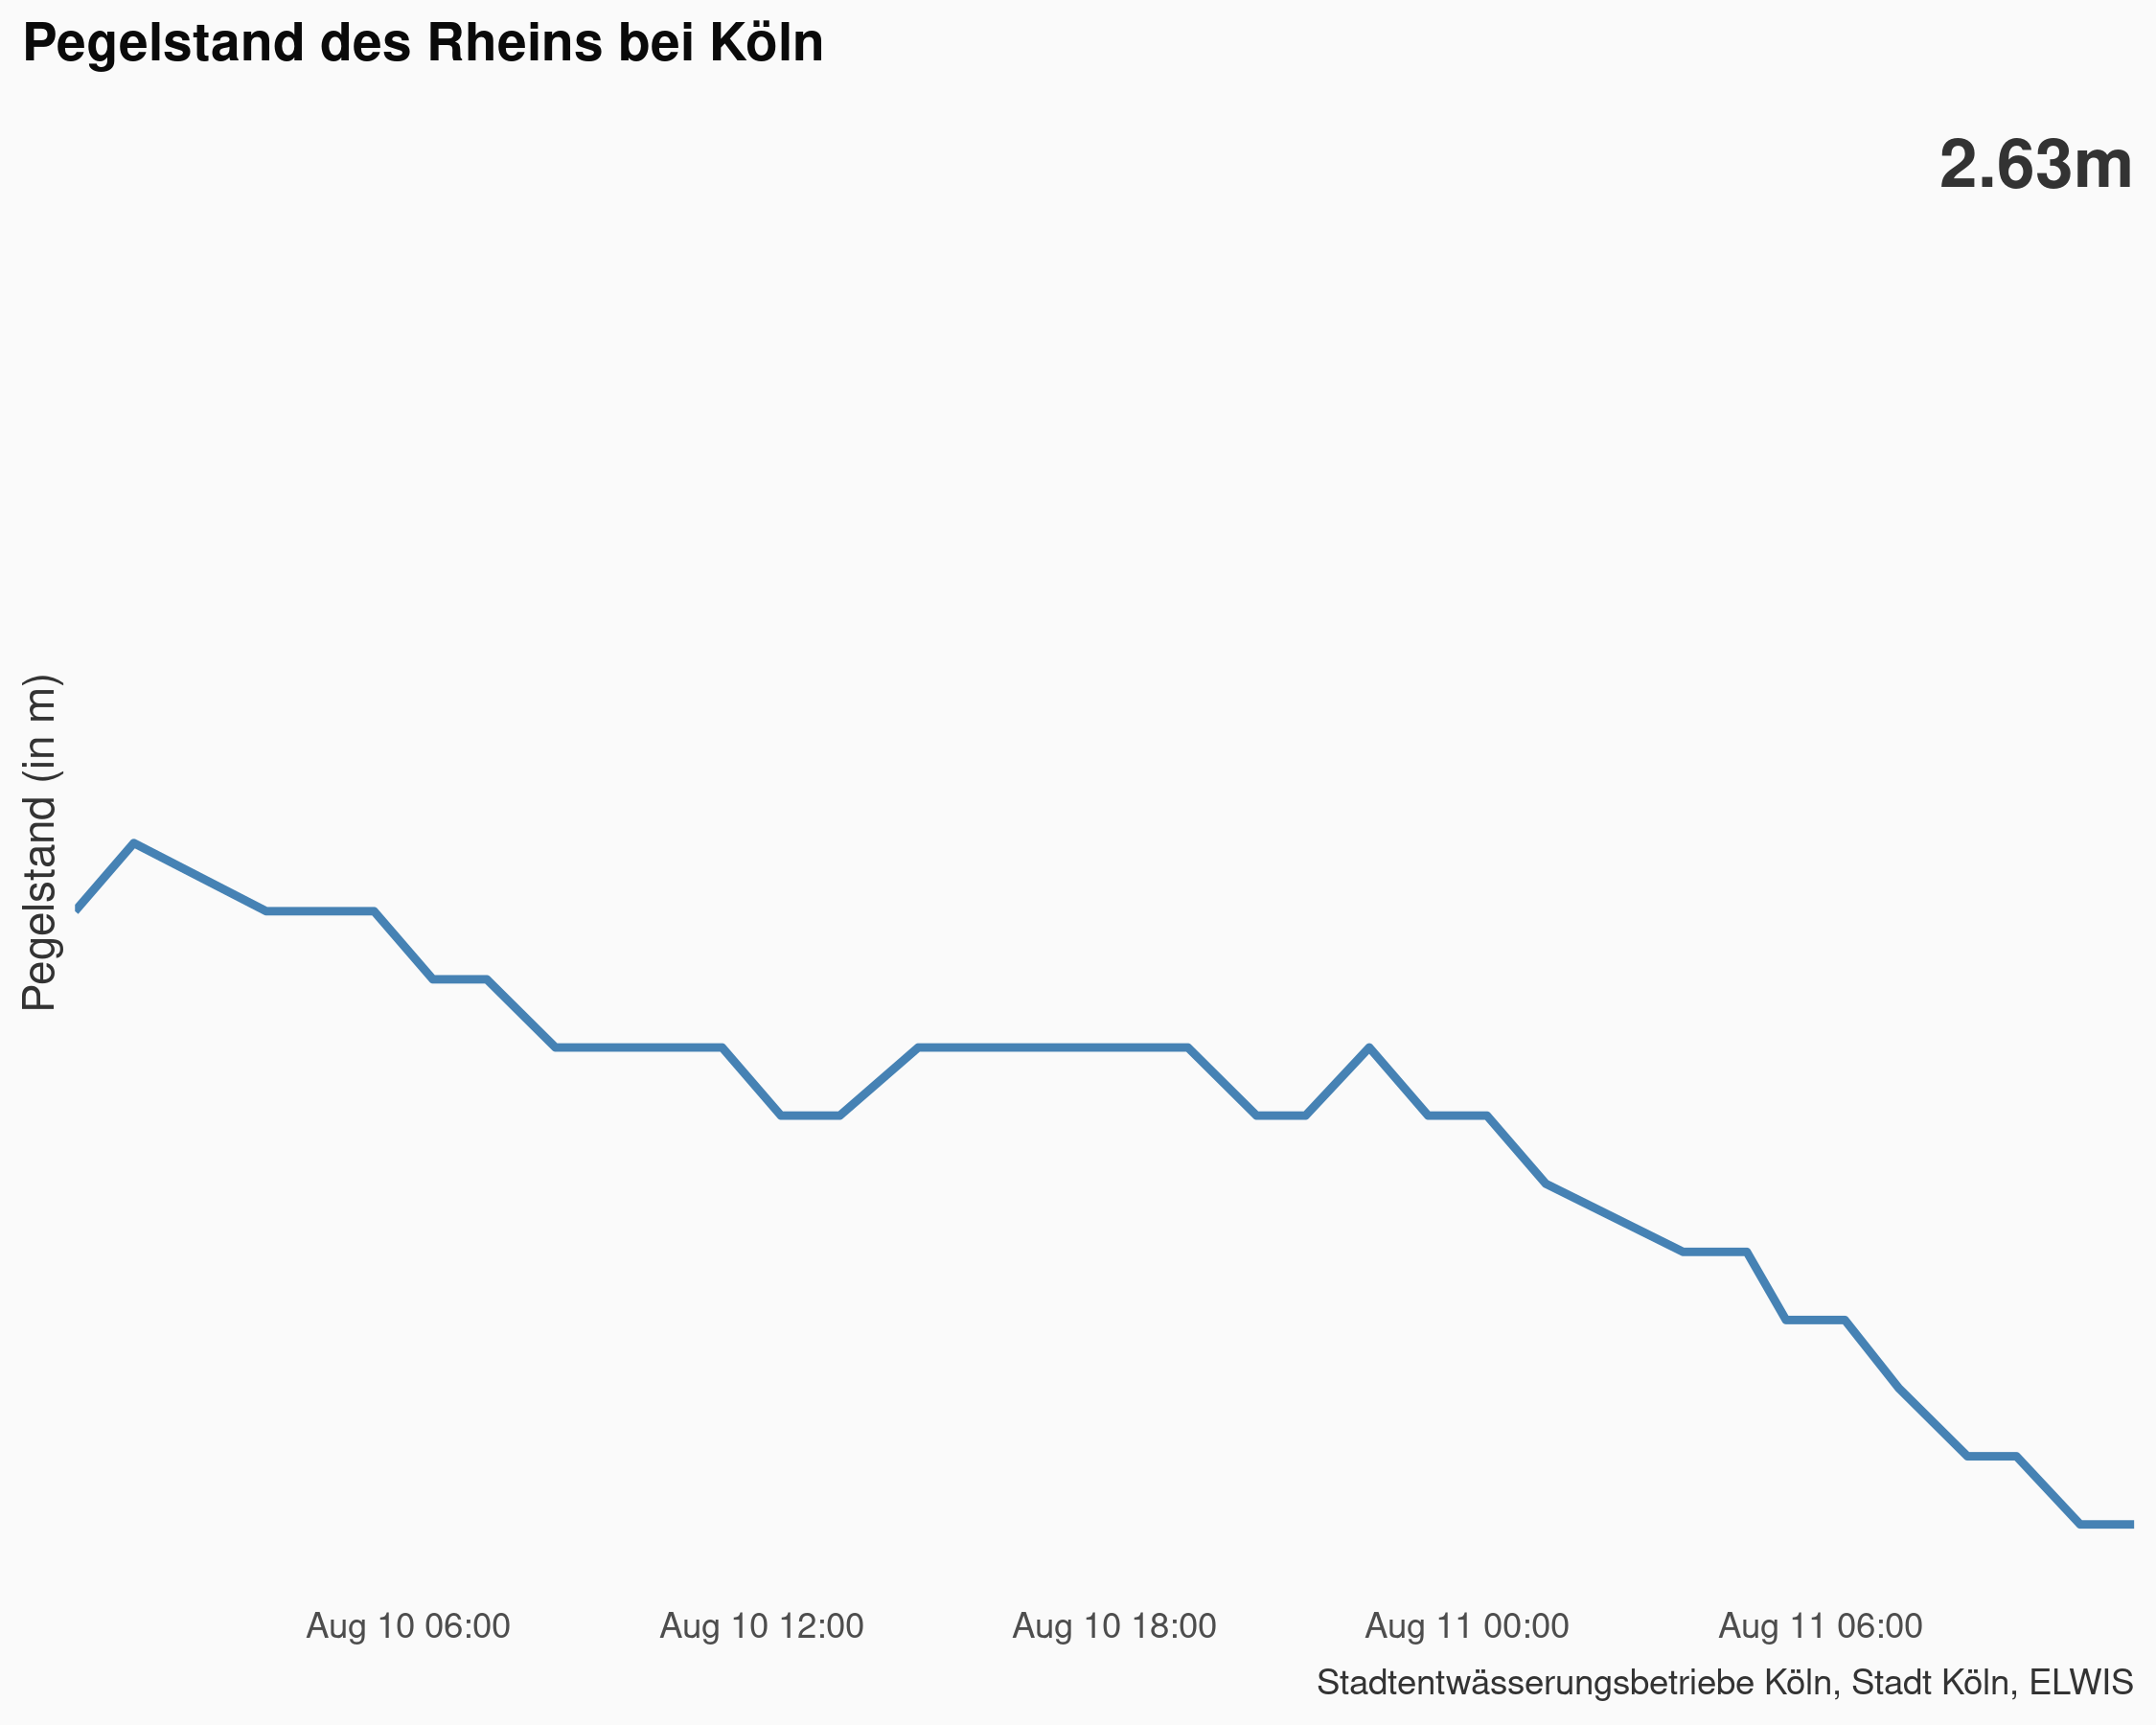 Pegelstand des Rheins bei Köln
2.63m
Pegelstand (in m)
Aug 10 06:00
Aug 10 12:00
Aug 10 18:00
Aug 11 00:00
Aug 11 06:00
Stadtentwässerungsbetriebe Köln, Stadt Köln, ELWIS